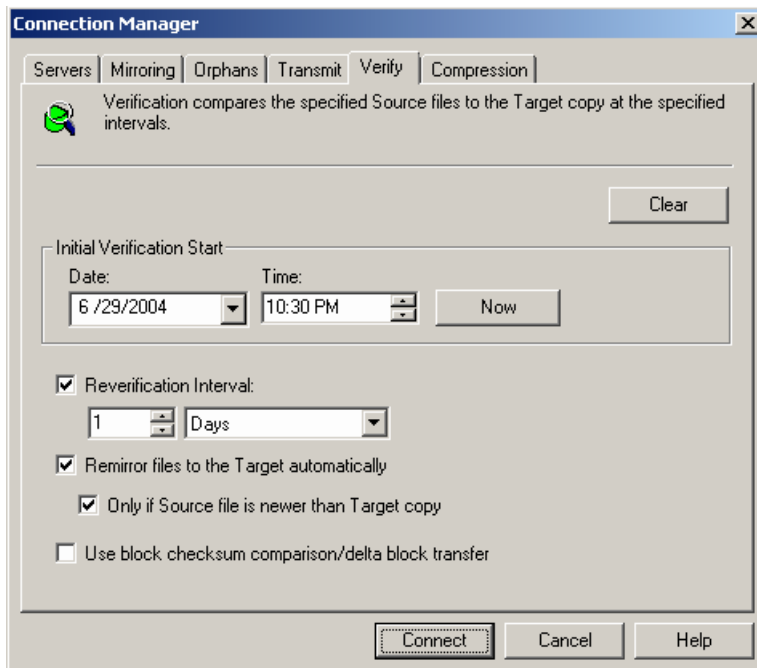 Connection Manager
Servers Mirroring Orphans Transmit Verify Compression
Verification compares the specified Source files to the Target copy at the specified
intervals.
Clear
Initial Verification Start
Date: Time:
6 /29/2004 10:30 PM Now
Reverification Interval:
1 Days
Remirror files to the Target automatically
Only if Source file is newer than Target copy
Use block checksum comparison/delta block transfer
Connect Cancel Help